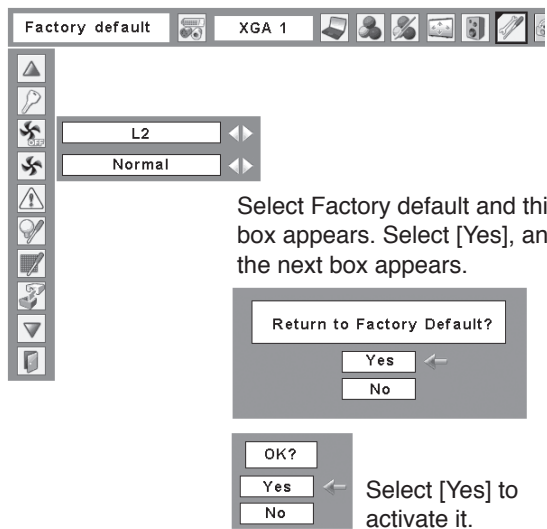 Factory default XGA 1
OFF
L2
Normal
Select Factory default and thi
box appears. Select [Yes], an
the next box appears.
Return to Factory Default?
Yes
No
OK?
Yes
No
Select [Yes] to
activate it.